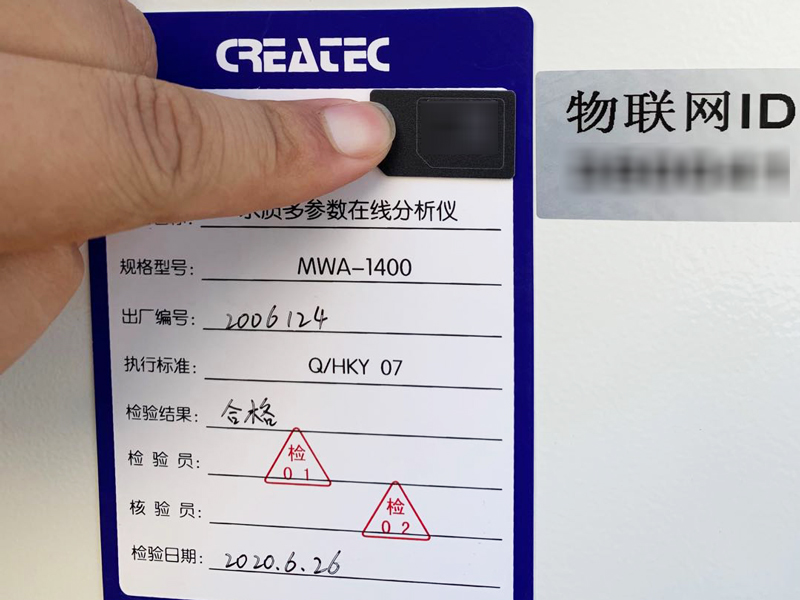 CREATEC
物联网ID
水质多参数在线分析仪
规格型号: MWA-1400
出厂编号: 2006124
执行标准: Q/HKY 07
检验结果: 合格
检验员: 检 01
核验员: 检 02
检验日期: 2020.6.26